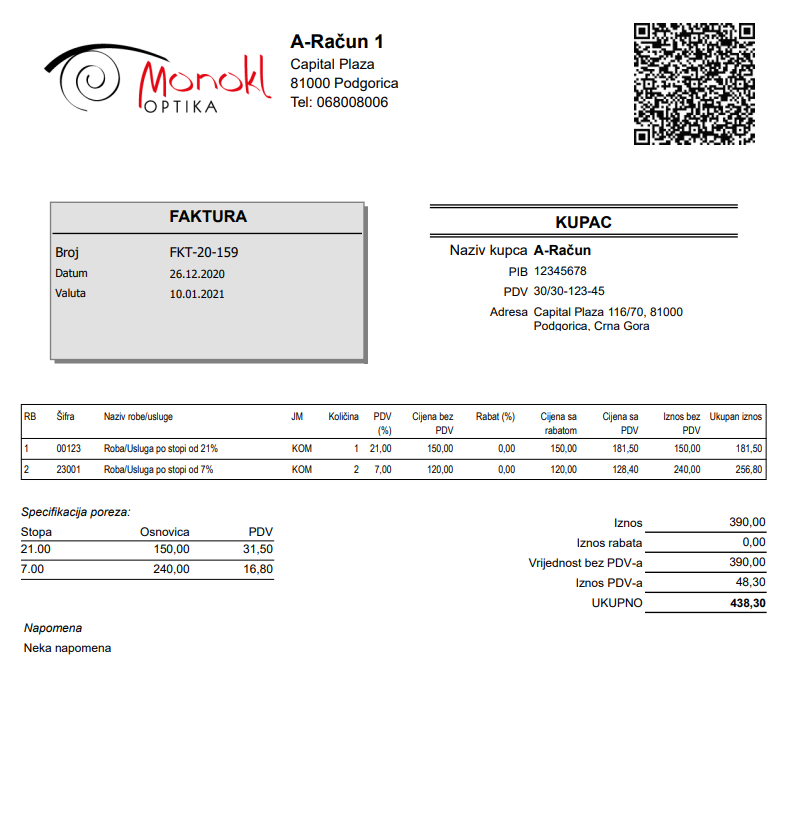 Monokl
OPTIKA
A-Račun 1
Capital Plaza
81000 Podgorica
Tel: 068008006
FAKTURA
Broj FKT-20-159
Datum 26.12.2020
Valuta 10.01.2021
KUPAC
Naziv kupca A-Račun
PIB 12345678
PDV 30/30-123-45
Adresa Capital Plaza 116/70, 81000
Podgorica, Crna Gora
RB Šifra Naziv robe/usluge JM Količina PDV (%) Cijena bez PDV Rabat (%) Cijena sa rabatom Cijena sa PDV Iznos bez PDV Ukupan iznos
1 00123 Roba/Usluga po stopi od 21% KOM 1 21,00 150,00 0,00 150,00 181,50 150,00 181,50
2 23001 Roba/Usluga po stopi od 7% KOM 2 7,00 120,00 0,00 120,00 128,40 240,00 256,80
Specifikacija poreza:
Stopa Osnovica PDV
21.00 150,00 31,50
7.00 240,00 16,80
Iznos 390,00
Iznos rabata 0,00
Vrijednost bez PDV-a 390,00
Iznos PDV-a 48,30
UKUPNO 438,30
Napomena
Neka napomena